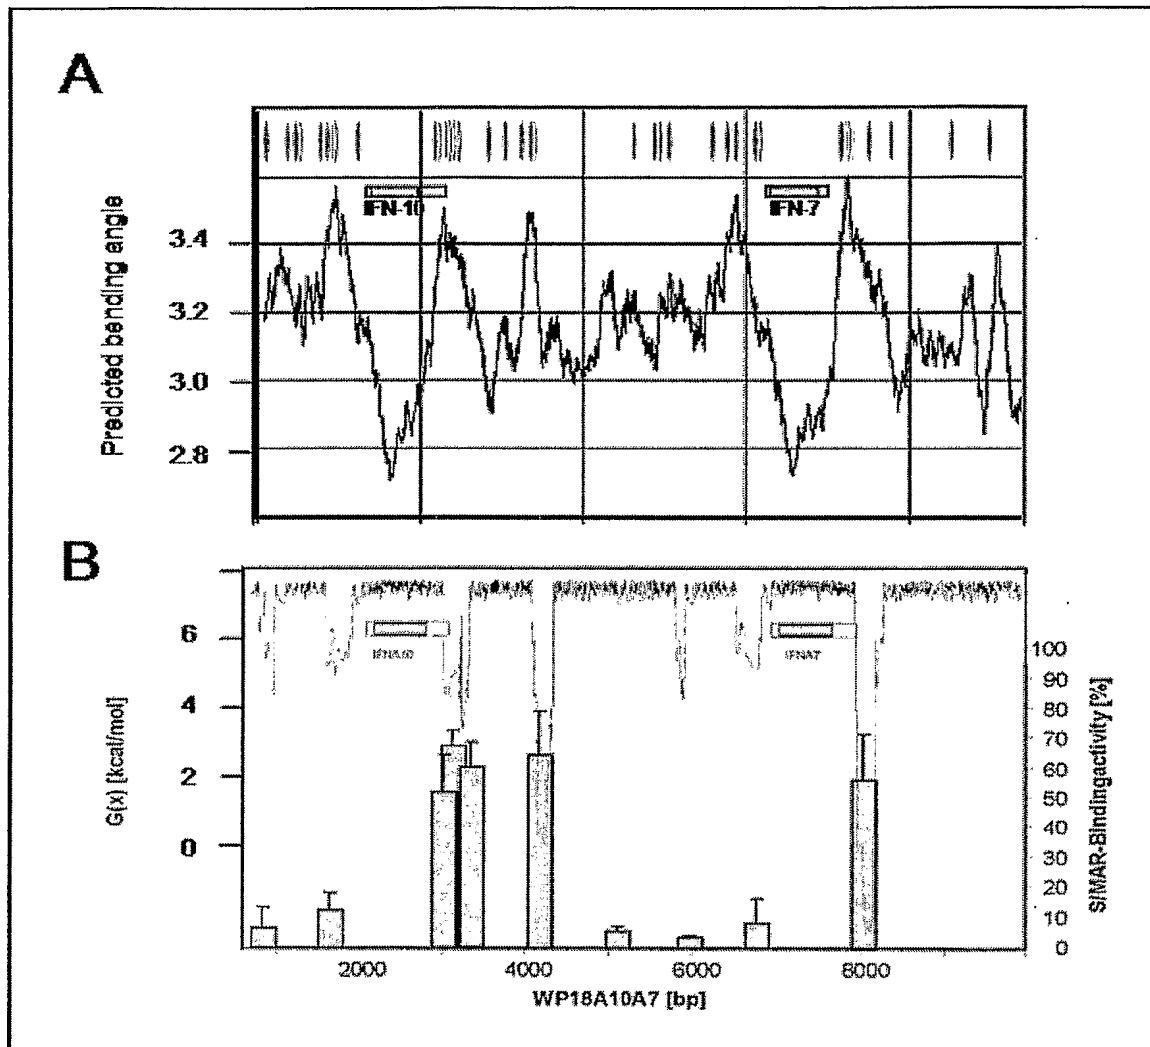 A
IFN-10
IFN-7
Predicted bending angle
3.4
3.2
3.0
2.8
B
6
4
2
0
G(x) [kcal/mol]
IFNA10
IFNA7
100
90
80
70
60
50
40
30
20
10
0
S/MAR-Bindingactivity [%]
2000
4000
6000
8000
WP18A10A7 [bp]